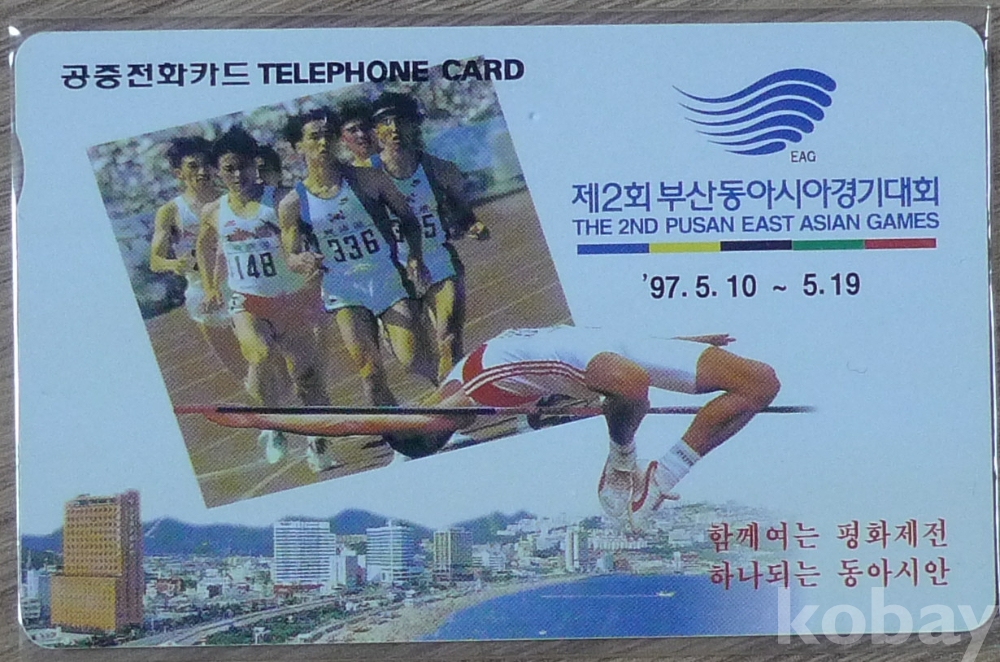 공중전화카드 TELEPHONE CARD
EAG
제2회 부산동아시아경기대회
THE 2ND PUSAN EAST ASIAN GAMES
'97. 5. 10 ~ 5.19
148
336
5
함께여는 평화제전
하나되는 동아시안
kobay